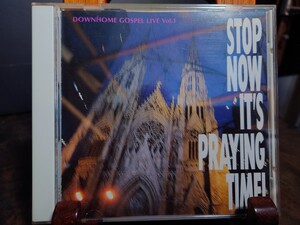 DOWNHOME GOSPEL LIVE Vol.1
STOP
NOW
IT'S
PRAYING
TIME!